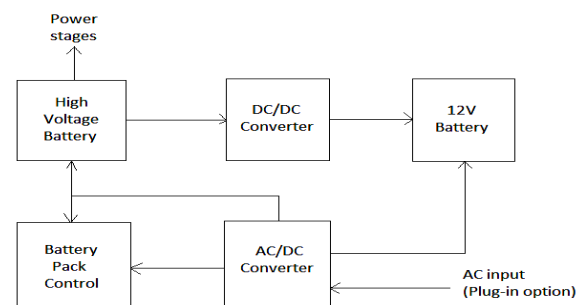 Power
stages
High
Voltage
Battery
DC/DC
Converter
12V
Battery
Battery
Pack
Control
AC/DC
Converter
AC input
(Plug-in option)